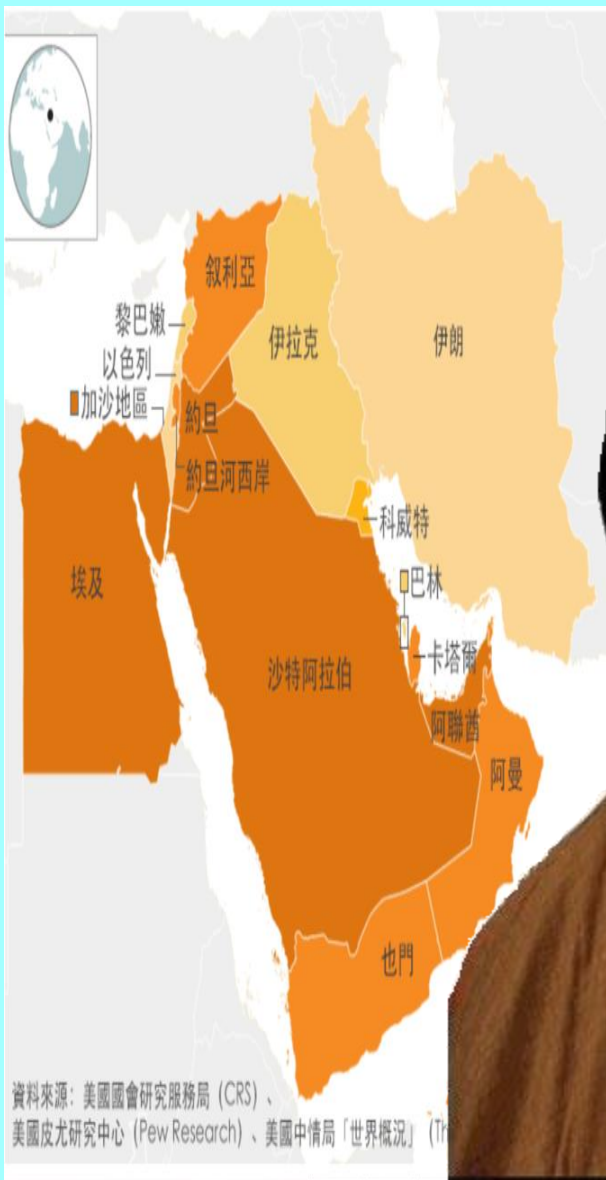 叙利亞
黎巴嫩
伊拉克
伊朗
以色列
加沙地區
約旦
約旦河西岸
科威特
埃及
巴林
卡塔爾
沙特阿拉伯
阿聯酋
阿曼
也門
資料來源：美國國會研究服務局（CRS）、
美國皮尤研究中心（Pew Research）、美國中情局「世界概況」（Th